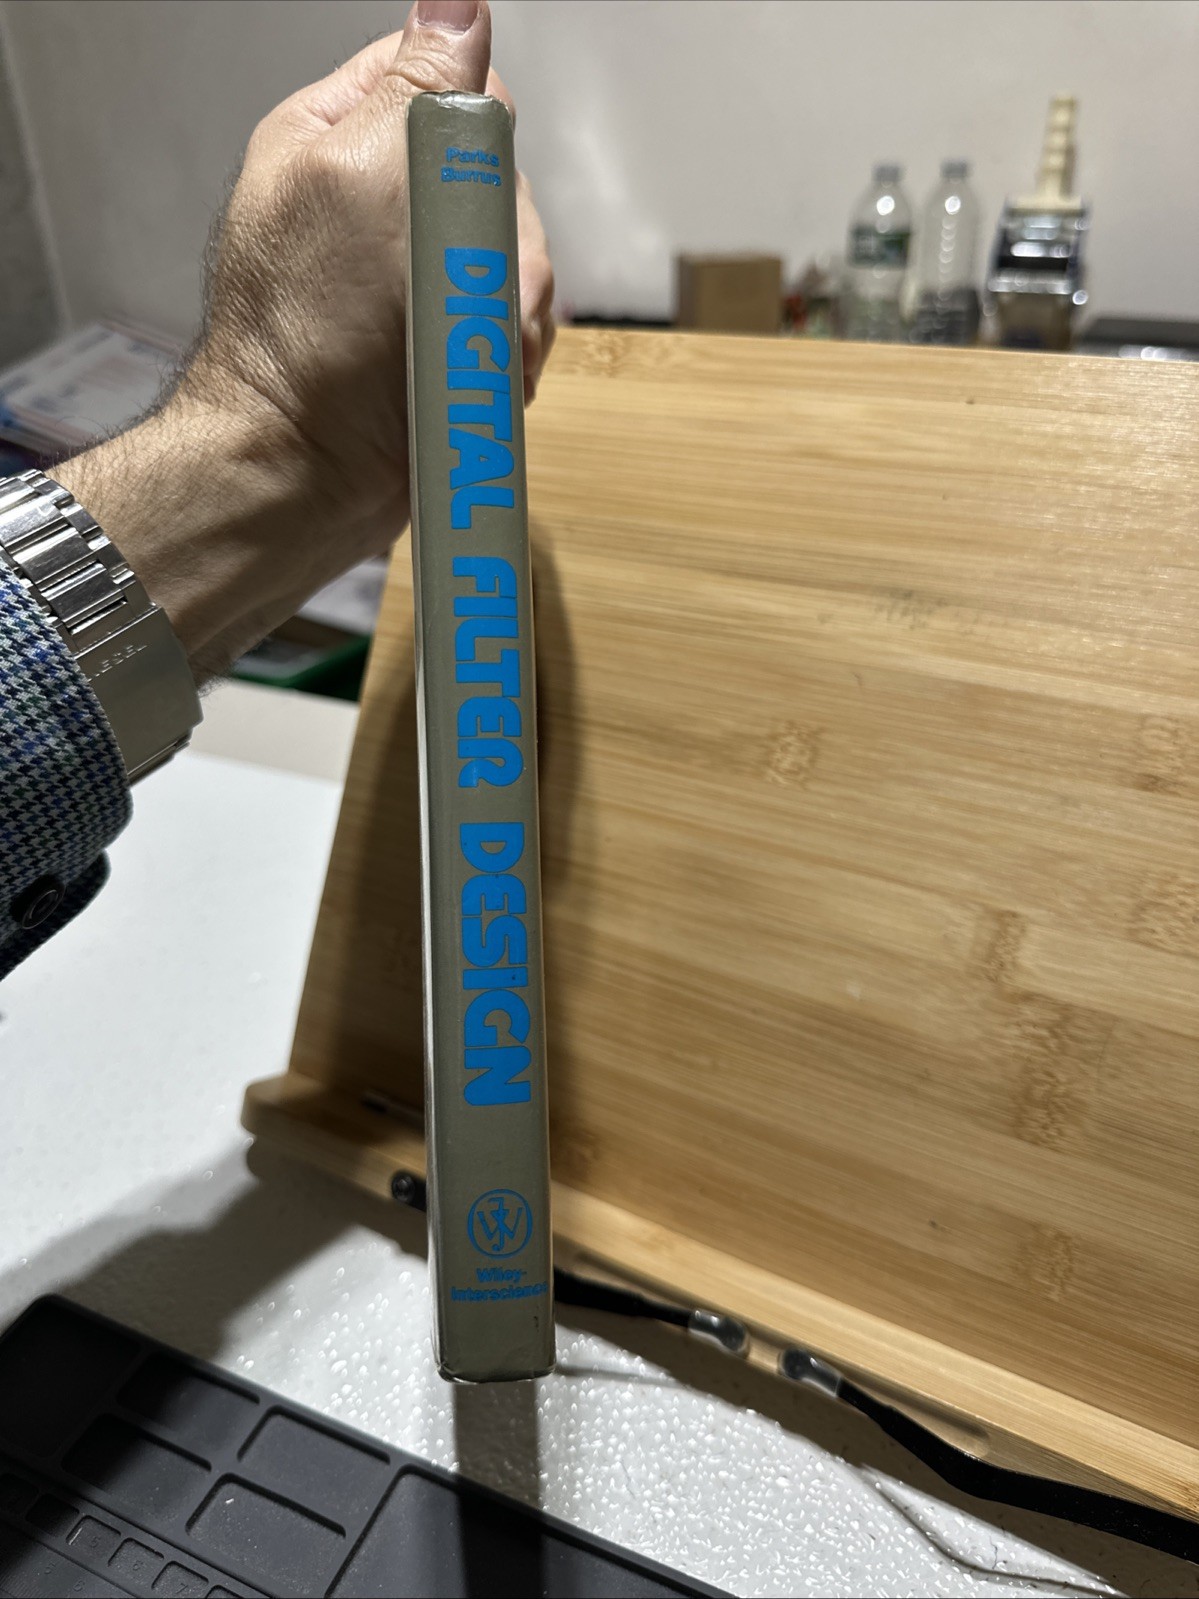 Parks
Burrus
DIGITAL FILTER DESIGN
Wiley-
Interscience